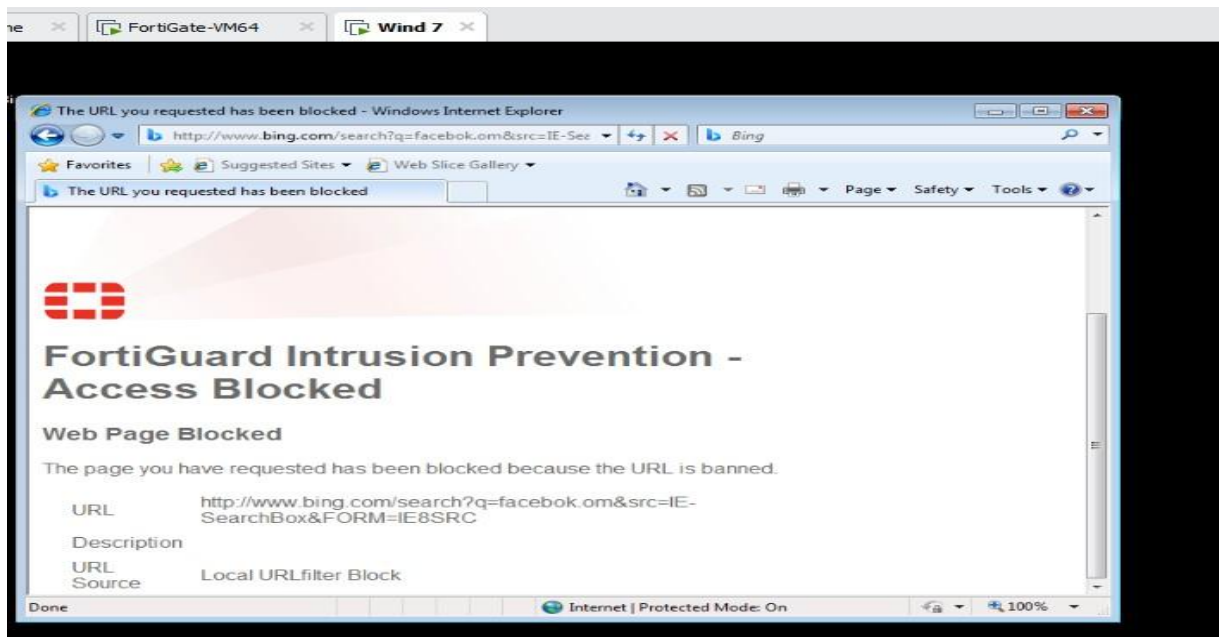 ne FortiGate-VM64 Wind 7
The URL you requested has been blocked - Windows Internet Explorer
http://www.bing.com/search?q=facebok.om&src=IE-Sea Bing
Favorites Suggested Sites Web Slice Gallery
The URL you requested has been blocked Page Safety Tools
FortiGuard Intrusion Prevention -
Access Blocked
Web Page Blocked
The page you have requested has been blocked because the URL is banned.
URL http://www.bing.com/search?q=facebok.om&src=IE-
SearchBox&FORM=IE8SRC
Description
URL
Source Local URLfilter Block
Done Internet | Protected Mode: On 100%